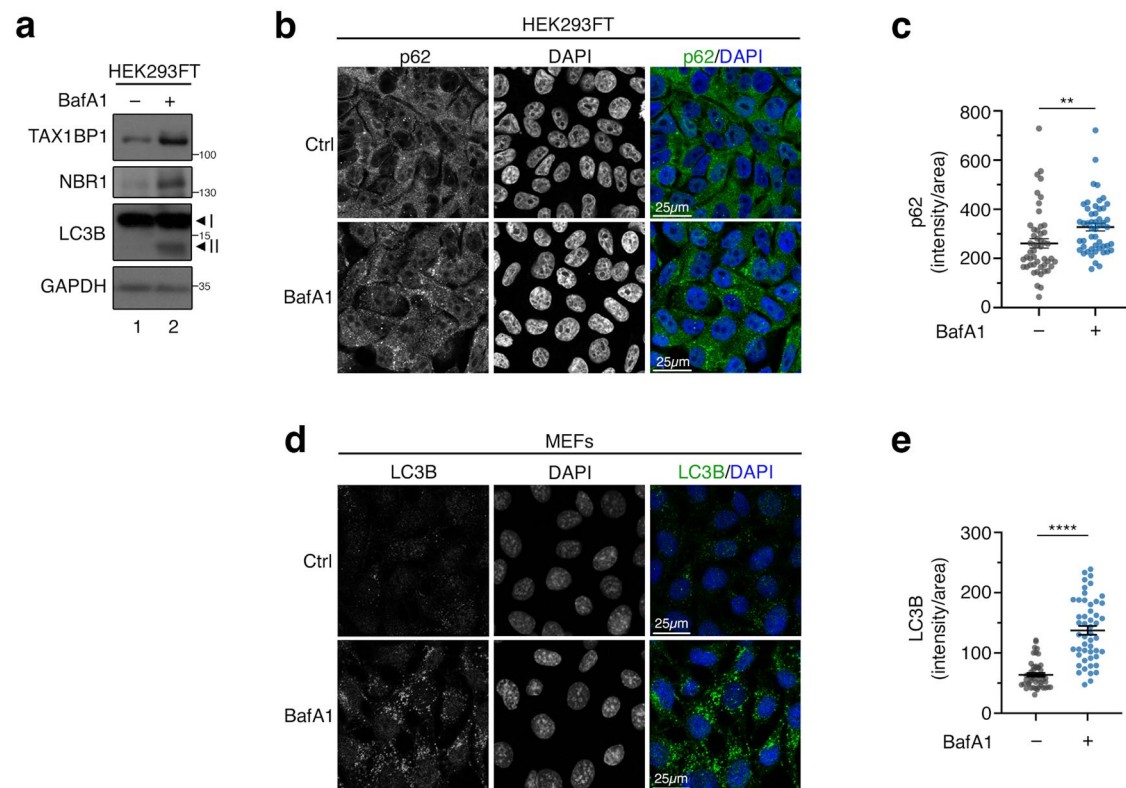 a
HEK293FT
BafA1 – +
TAX1BP1
100
NBR1
130
LC3B
I
15
II
GAPDH
35
1 2
b
HEK293FT
p62 DAPI p62/DAPI
Ctrl
25µm
BafA1
25µm
c
**
p62
(intensity/area)
800
600
400
200
0
BafA1 – +
d
MEFs
LC3B DAPI LC3B/DAPI
Ctrl
25µm
BafA1
25µm
e
****
LC3B
(intensity/area)
300
200
100
0
BafA1 – +